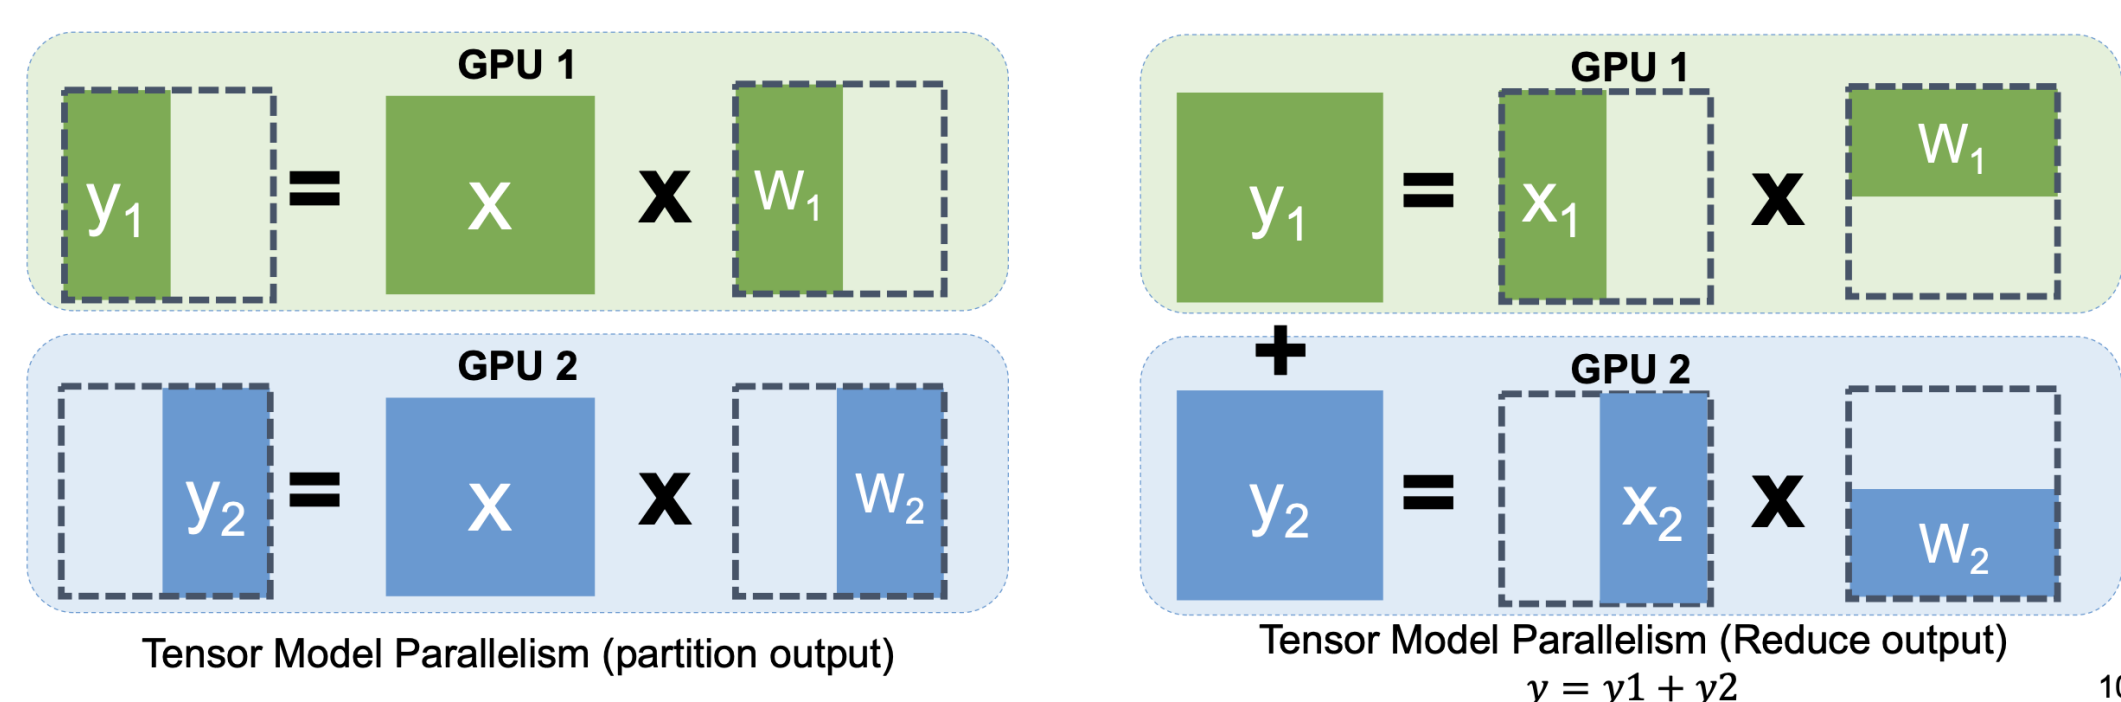 GPU 1
y1 = x x W1
GPU 2
y2 = x x W2
Tensor Model Parallelism (partition output)
GPU 1
y1 = x1 x W1
+
GPU 2
y2 = x2 x W2
Tensor Model Parallelism (Reduce output)
y = y1 + y2